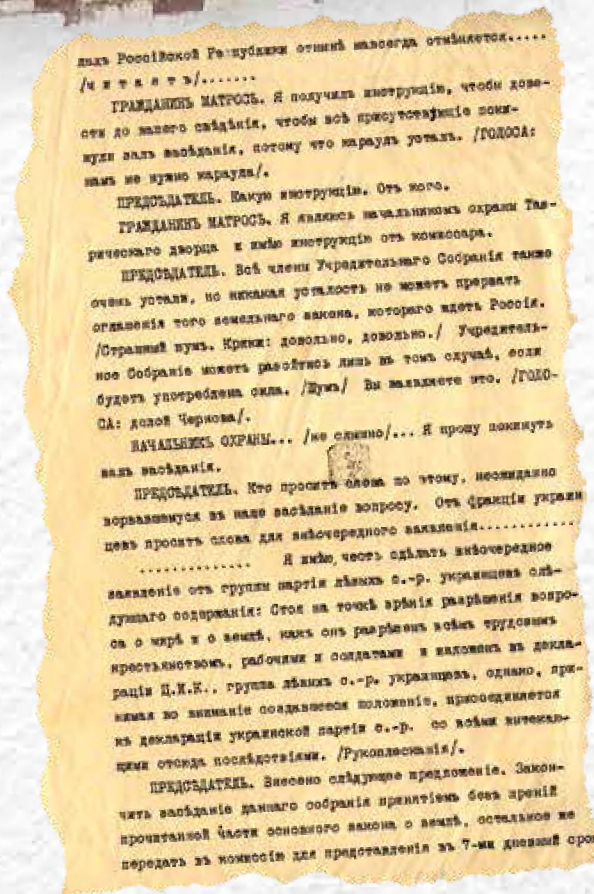 лахъ Россійской Республики отнынѣ навсегда отмѣняется.....
/ч и т а е т ъ/.......
ГРАЖДАНИНЪ МАТРОСЪ. Я получилъ инструкцію, чтобы дове-
сти до вашего свѣдѣнія, чтобы всѣ присутствующіе поки-
нули залъ засѣданія, потому что караулъ усталъ. /ГОЛОСА:
намъ не нужно караула/.
ПРЕДСѢДАТЕЛЬ. Какую инструкцію. Отъ кого.
ГРАЖДАНИНЪ МАТРОСЪ. Я являюсь начальникомъ охраны Тав-
рическаго дворца и имѣю инструкцію отъ комиссара.
ПРЕДСѢДАТЕЛЬ. Всѣ члены Учредительнаго Собранія также
очень устали, но никакая усталость не можетъ прервать
оглашенія того земельнаго закона, котораго ждетъ Россія.
/Страшный шумъ. Крики: довольно, довольно./ Учредитель-
ное Собраніе можетъ разойтись лишь въ томъ случаѣ, если
будетъ употреблена сила. /Шумъ/ Вы заявляете это. /ГОЛО-
СА: долой Чернова/.
НАЧАЛЬНИКЪ ОХРАНЫ... /не слышно/... Я прошу покинуть
залъ засѣданія.
ПРЕДСѢДАТЕЛЬ. Кто проситъ слова по этому, неожиданно
ворвавшемуся въ наше засѣданіе вопросу. Отъ фракціи украин
цевъ просятъ слова для внѣочередного заявленія............
.............. Я имѣю честь сдѣлать внѣочередное
заявленіе отъ группы партіи лѣвыхъ с.-р. украинцевъ слѣ-
дующаго содержанія: Стоя на точкѣ зрѣнія разрѣшенія вопро-
са о мирѣ и о землѣ, какъ онъ разрѣшенъ всѣмъ трудовымъ
крестьянствомъ, рабочими и солдатами и изложенъ въ декла-
раціи Ц.И.К., группа лѣвыхъ с.-р. украинцевъ, однако, при-
нимая во вниманіе создавшееся положеніе, присоединяется
къ деклараціи украинской партіи с.-р. со всѣми вытекаю-
щими отсюда послѣдствіями. /Рукоплесканія/.
ПРЕДСѢДАТЕЛЬ. Внесено слѣдующее предложеніе. Закон-
чить засѣданіе даннаго собранія принятіемъ безъ преній
прочитанной части основного закона о землѣ, остальное же
передать въ комиссію для представленія въ 7-ми дневный срок